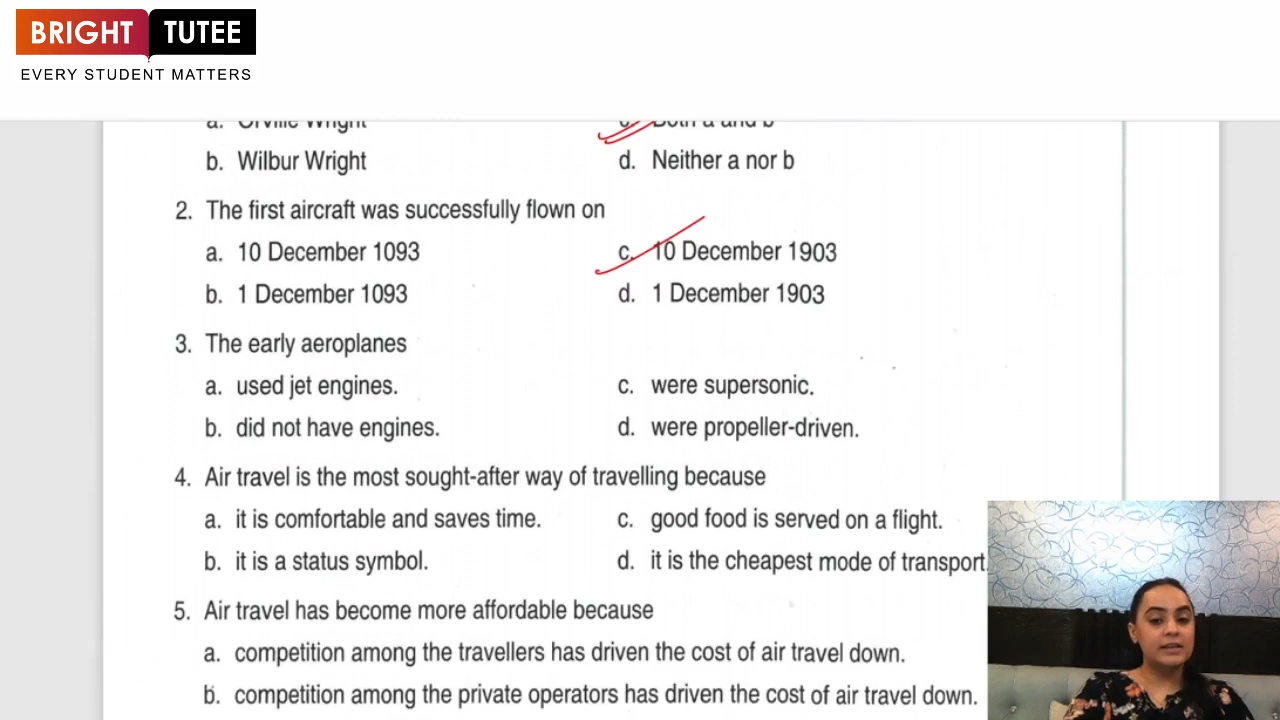 BRIGHT TUTEE
EVERY STUDENT MATTERS
a. Orville Wright c. Both a and b
b. Wilbur Wright d. Neither a nor b
2. The first aircraft was successfully flown on
a. 10 December 1093 c. 10 December 1903
b. 1 December 1093 d. 1 December 1903
3. The early aeroplanes
a. used jet engines. c. were supersonic.
b. did not have engines. d. were propeller-driven.
4. Air travel is the most sought-after way of travelling because
a. it is comfortable and saves time. c. good food is served on a flight.
b. it is a status symbol. d. it is the cheapest mode of transport.
5. Air travel has become more affordable because
a. competition among the travellers has driven the cost of air travel down.
b. competition among the private operators has driven the cost of air travel down.